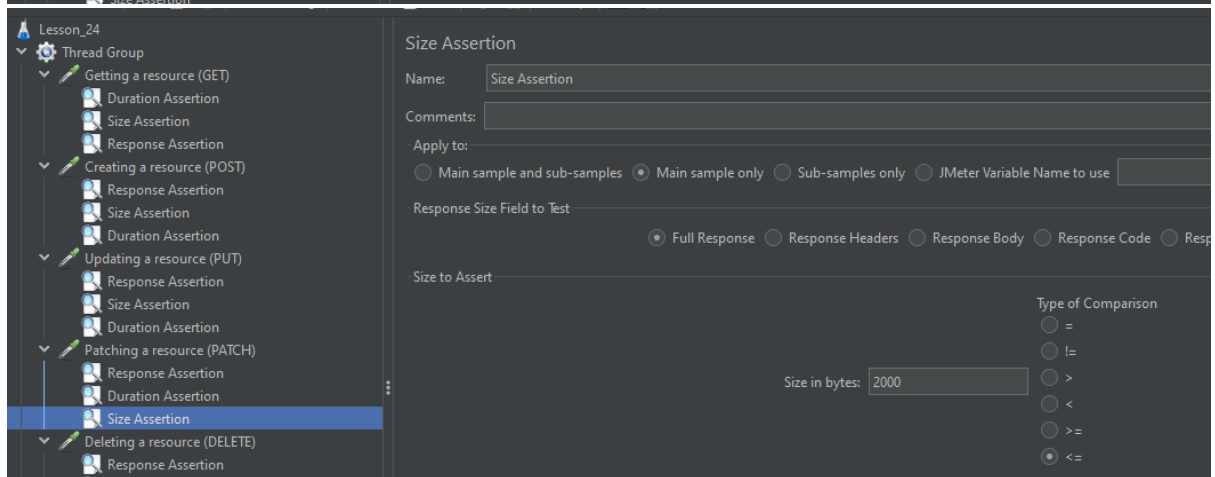 Size Assertion
Lesson_24
Thread Group
Getting a resource (GET)
Duration Assertion
Size Assertion
Response Assertion
Creating a resource (POST)
Response Assertion
Size Assertion
Duration Assertion
Updating a resource (PUT)
Response Assertion
Size Assertion
Duration Assertion
Patching a resource (PATCH)
Response Assertion
Duration Assertion
Size Assertion
Deleting a resource (DELETE)
Response Assertion
Size Assertion
Name: Size Assertion
Comments:
Apply to:
Main sample and sub-samples Main sample only Sub-samples only JMeter Variable Name to use
Response Size Field to Test
Full Response Response Headers Response Body Response Code Resp
Size to Assert
Type of Comparison
=
!=
Size in bytes: 2000 >
<
>=
<=